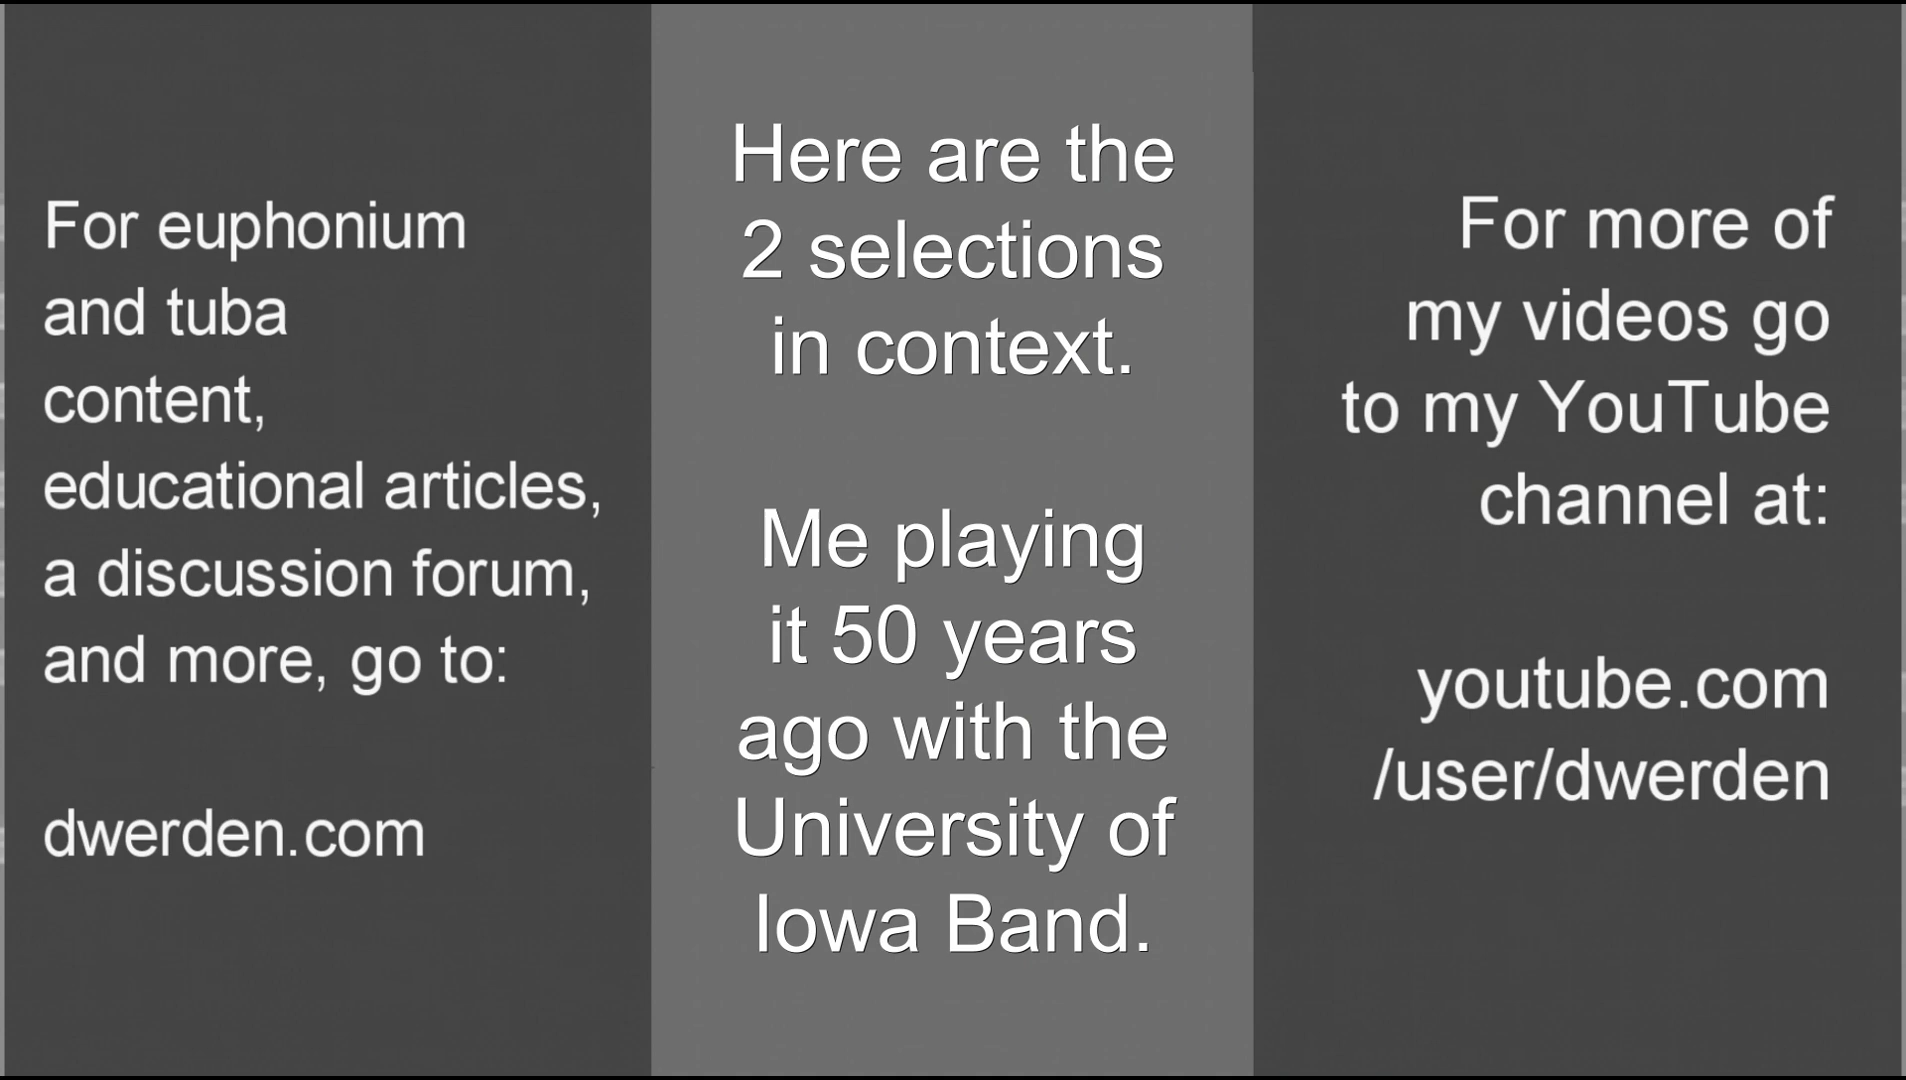 For euphonium
and tuba
content,
educational articles,
a discussion forum,
and more, go to:
dwerden.com
Here are the
2 selections
in context.
Me playing
it 50 years
ago with the
University of
Iowa Band.
For more of
my videos go
to my YouTube
channel at:
youtube.com
/user/dwerden